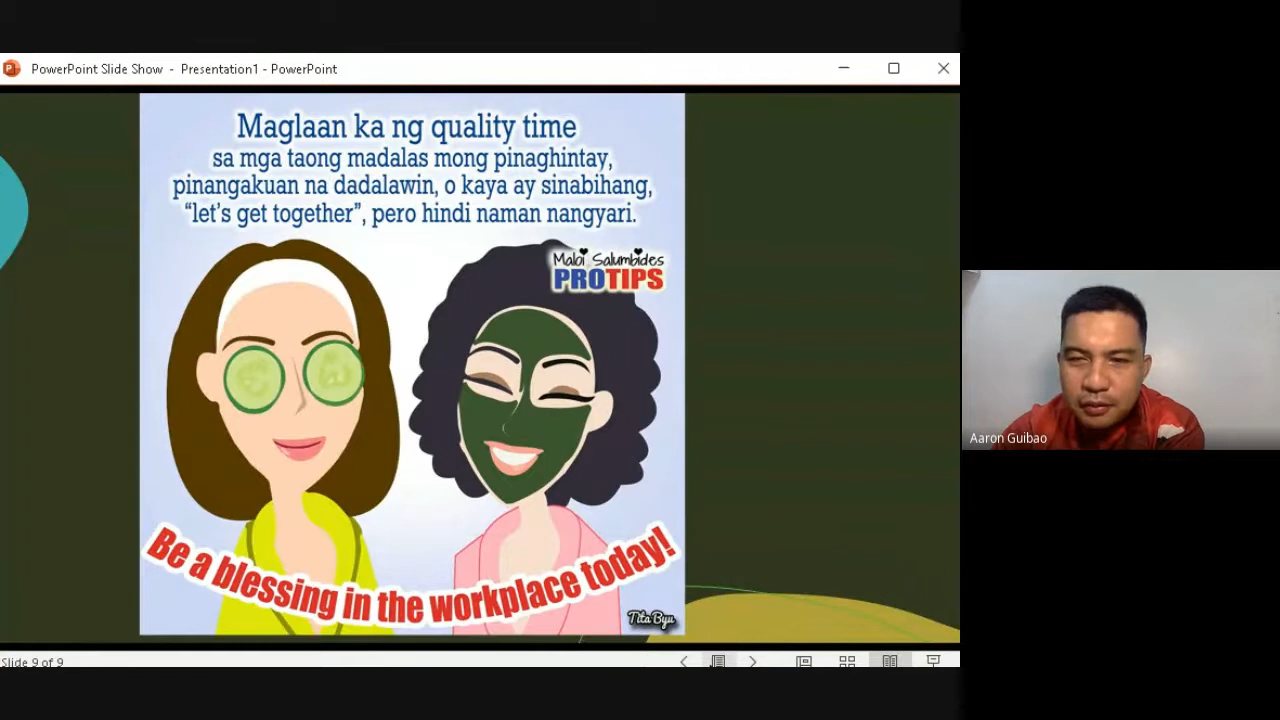 PowerPoint Slide Show - Presentation1 - PowerPoint
Maglaan ka ng quality time
sa mga taong madalas mong pinaghintay,
pinangakuan na dadalawin, o kaya ay sinabihang,
“let’s get together”, pero hindi naman nangyari.
Maloi Salumbides
PROTIPS
Be a blessing in the workplace today!
Tita Byu
Slide 9 of 9
Aaron Guibao